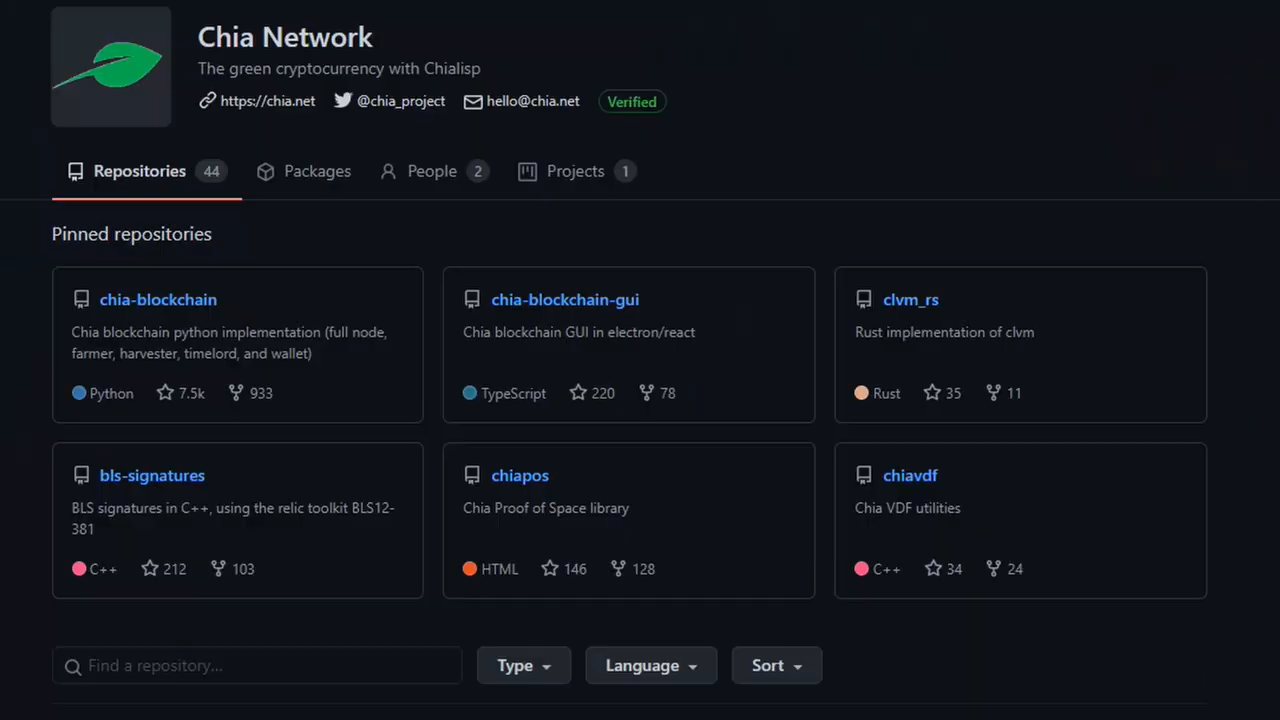 Chia Network
The green cryptocurrency with Chialisp
https://chia.net @chia_project hello@chia.net Verified
Repositories 44 Packages People 2 Projects 1
Pinned repositories
chia-blockchain
Chia blockchain python implementation (full node,
farmer, harvester, timelord, and wallet)
Python 7.5k 933
chia-blockchain-gui
Chia blockchain GUI in electron/react
TypeScript 220 78
clvm_rs
Rust implementation of clvm
Rust 35 11
bls-signatures
BLS signatures in C++, using the relic toolkit BLS12-
381
C++ 212 103
chiapos
Chia Proof of Space library
HTML 146 128
chiavdf
Chia VDF utilities
C++ 34 24
Find a repository... Type Language Sort